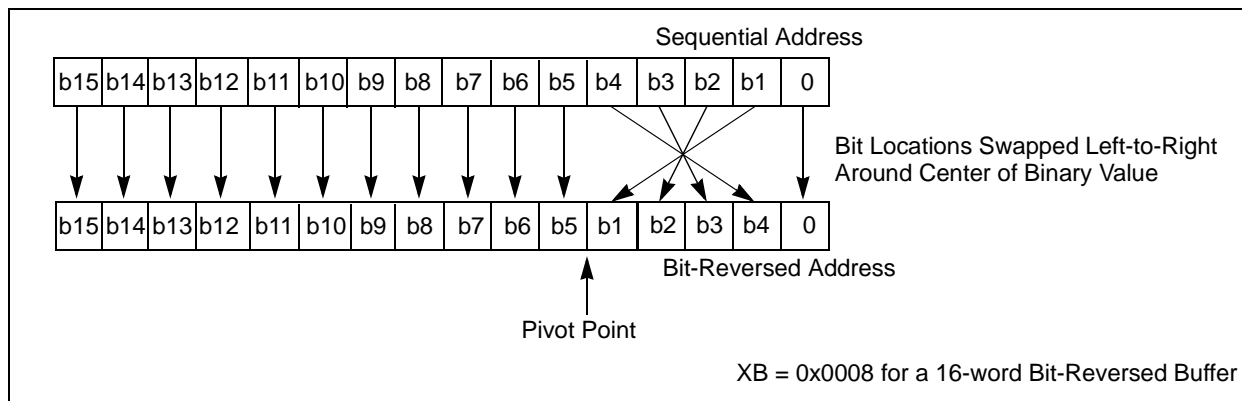 Sequential Address
b15 b14 b13 b12 b11 b10 b9 b8 b7 b6 b5 b4 b3 b2 b1 0
Bit Locations Swapped Left-to-Right
Around Center of Binary Value
b15 b14 b13 b12 b11 b10 b9 b8 b7 b6 b5 b1 b2 b3 b4 0
Bit-Reversed Address
Pivot Point
XB = 0x0008 for a 16-word Bit-Reversed Buffer